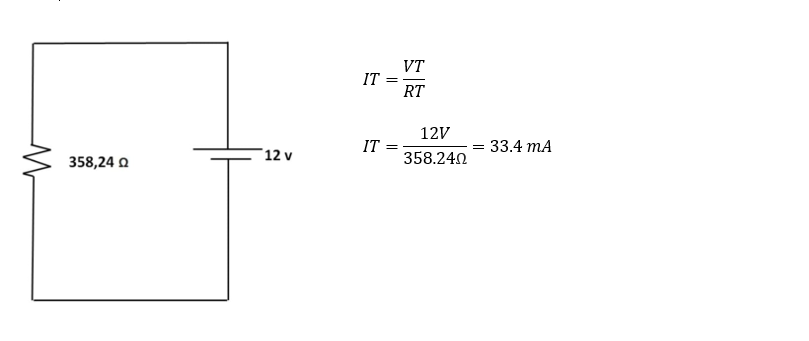 358,24 Ω
12 v
IT = VT/RT
IT = 12V/358.24Ω = 33.4 mA